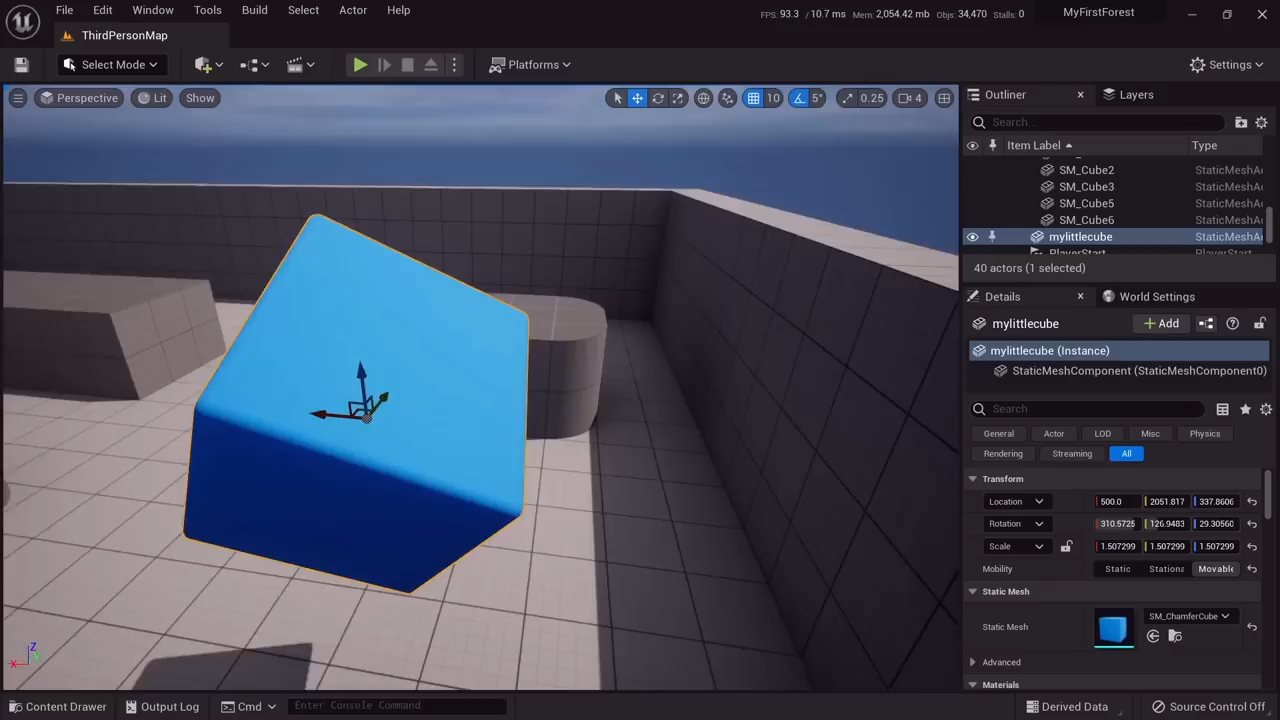 File Edit Window Tools Build Select Actor Help
FPS: 93.3 / 10.7 ms Mem: 2,054.42 mb Objs: 34,470 Stalls: 0 MyFirstForest
ThirdPersonMap
Select Mode Platforms Settings
Perspective Lit Show 10 5° 0.25 4
Outliner Layers
Search...
Item Label Type
SM_Cube2 StaticMeshA
SM_Cube3 StaticMeshA
SM_Cube5 StaticMeshA
SM_Cube6 StaticMeshA
mylittlecube StaticMeshA
PlayerStart PlayerStart
40 actors (1 selected)
Details World Settings
mylittlecube Add
mylittlecube (Instance)
StaticMeshComponent (StaticMeshComponent0)
Search
General Actor LOD Misc Physics
Rendering Streaming All
Transform
Location 500.0 2051.817 337.8606
Rotation 310.5725 126.9483 29.30560
Scale 1.507299 1.507299 1.507299
Mobility Static Stationa Movable
Static Mesh
Static Mesh SM_ChamferCube
Advanced
Materials
X Y Z
Content Drawer Output Log Cmd Enter Console Command Derived Data Source Control Off